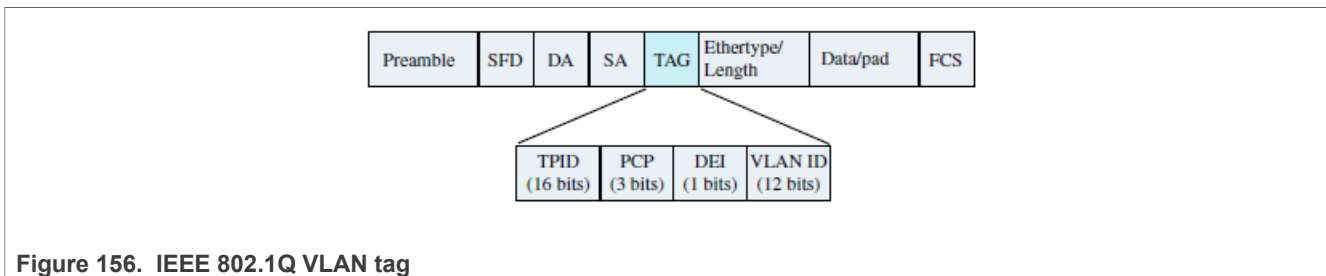 Preamble SFD DA SA TAG Ethertype/
Length Data/pad FCS
TPID PCP DEI VLAN ID
(16 bits) (3 bits) (1 bits) (12 bits)
Figure 156. IEEE 802.1Q VLAN tag